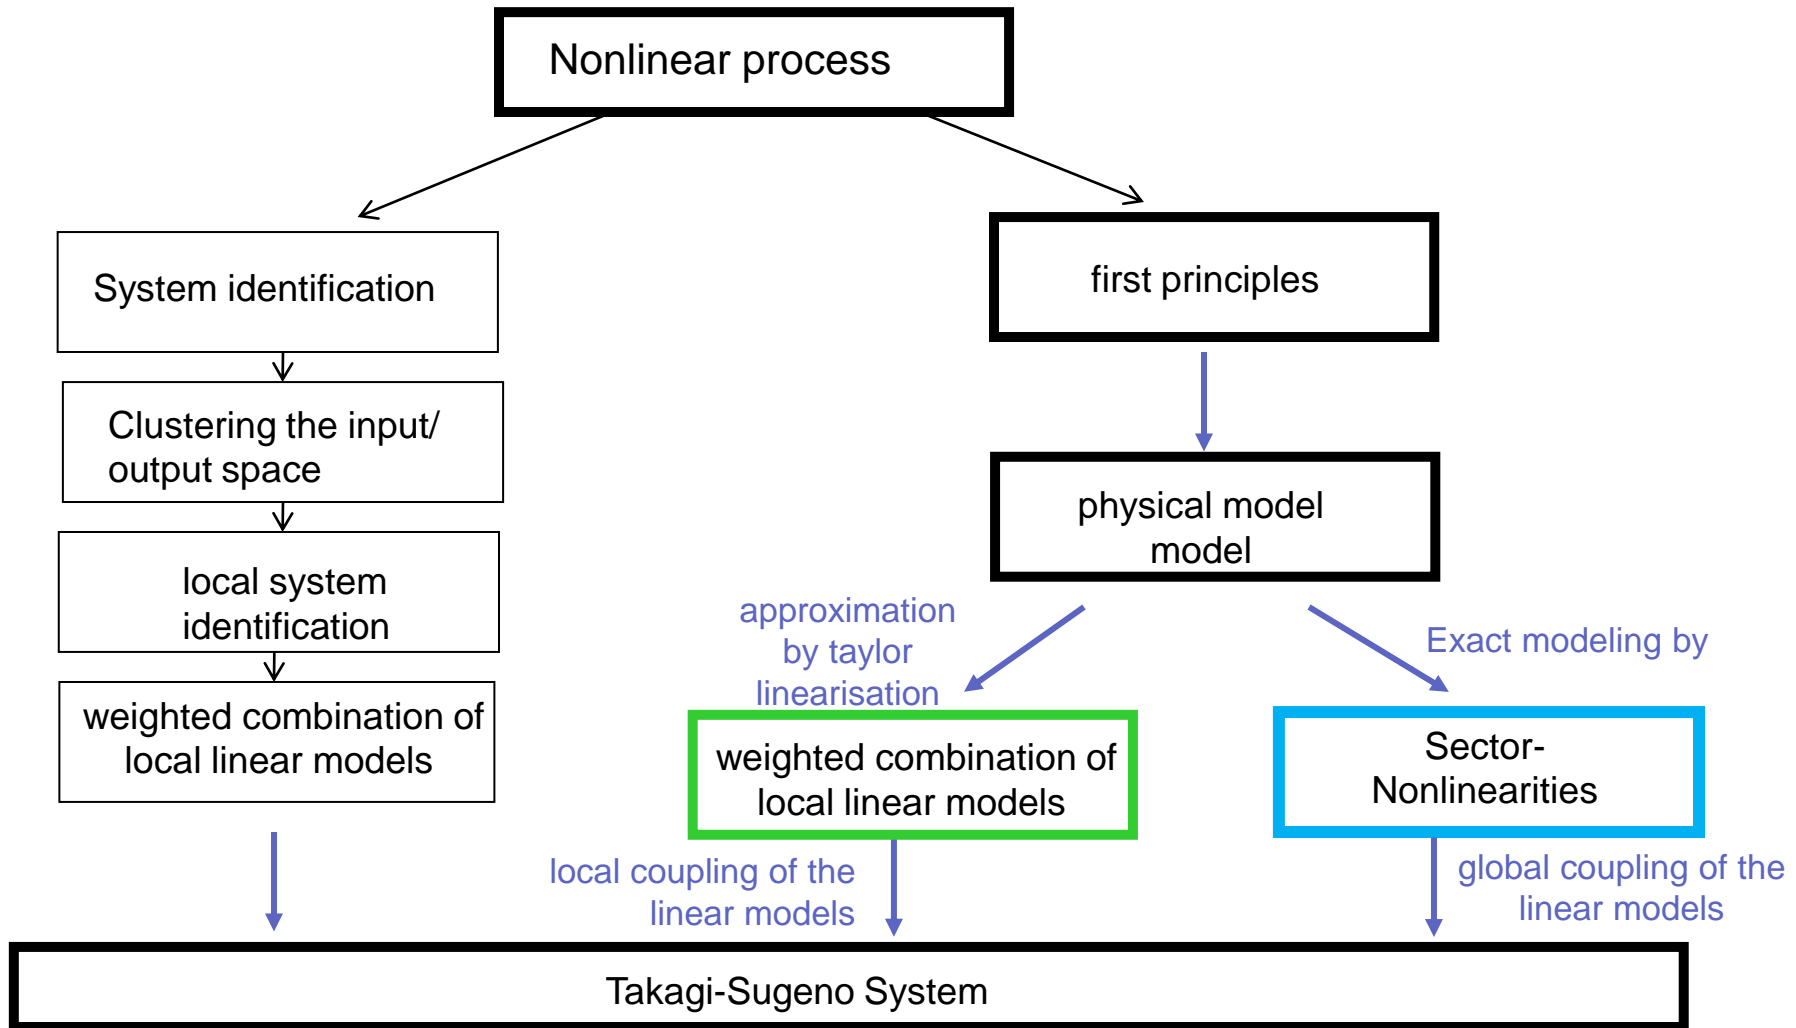 Nonlinear process
System identification
first principles
Clustering the input/
output space
physical model
model
local system
identification
approximation
by taylor
linearisation
Exact modeling by
weighted combination of
local linear models
weighted combination of
local linear models
Sector-
Nonlinearities
local coupling of the
linear models
global coupling of the
linear models
Takagi-Sugeno System